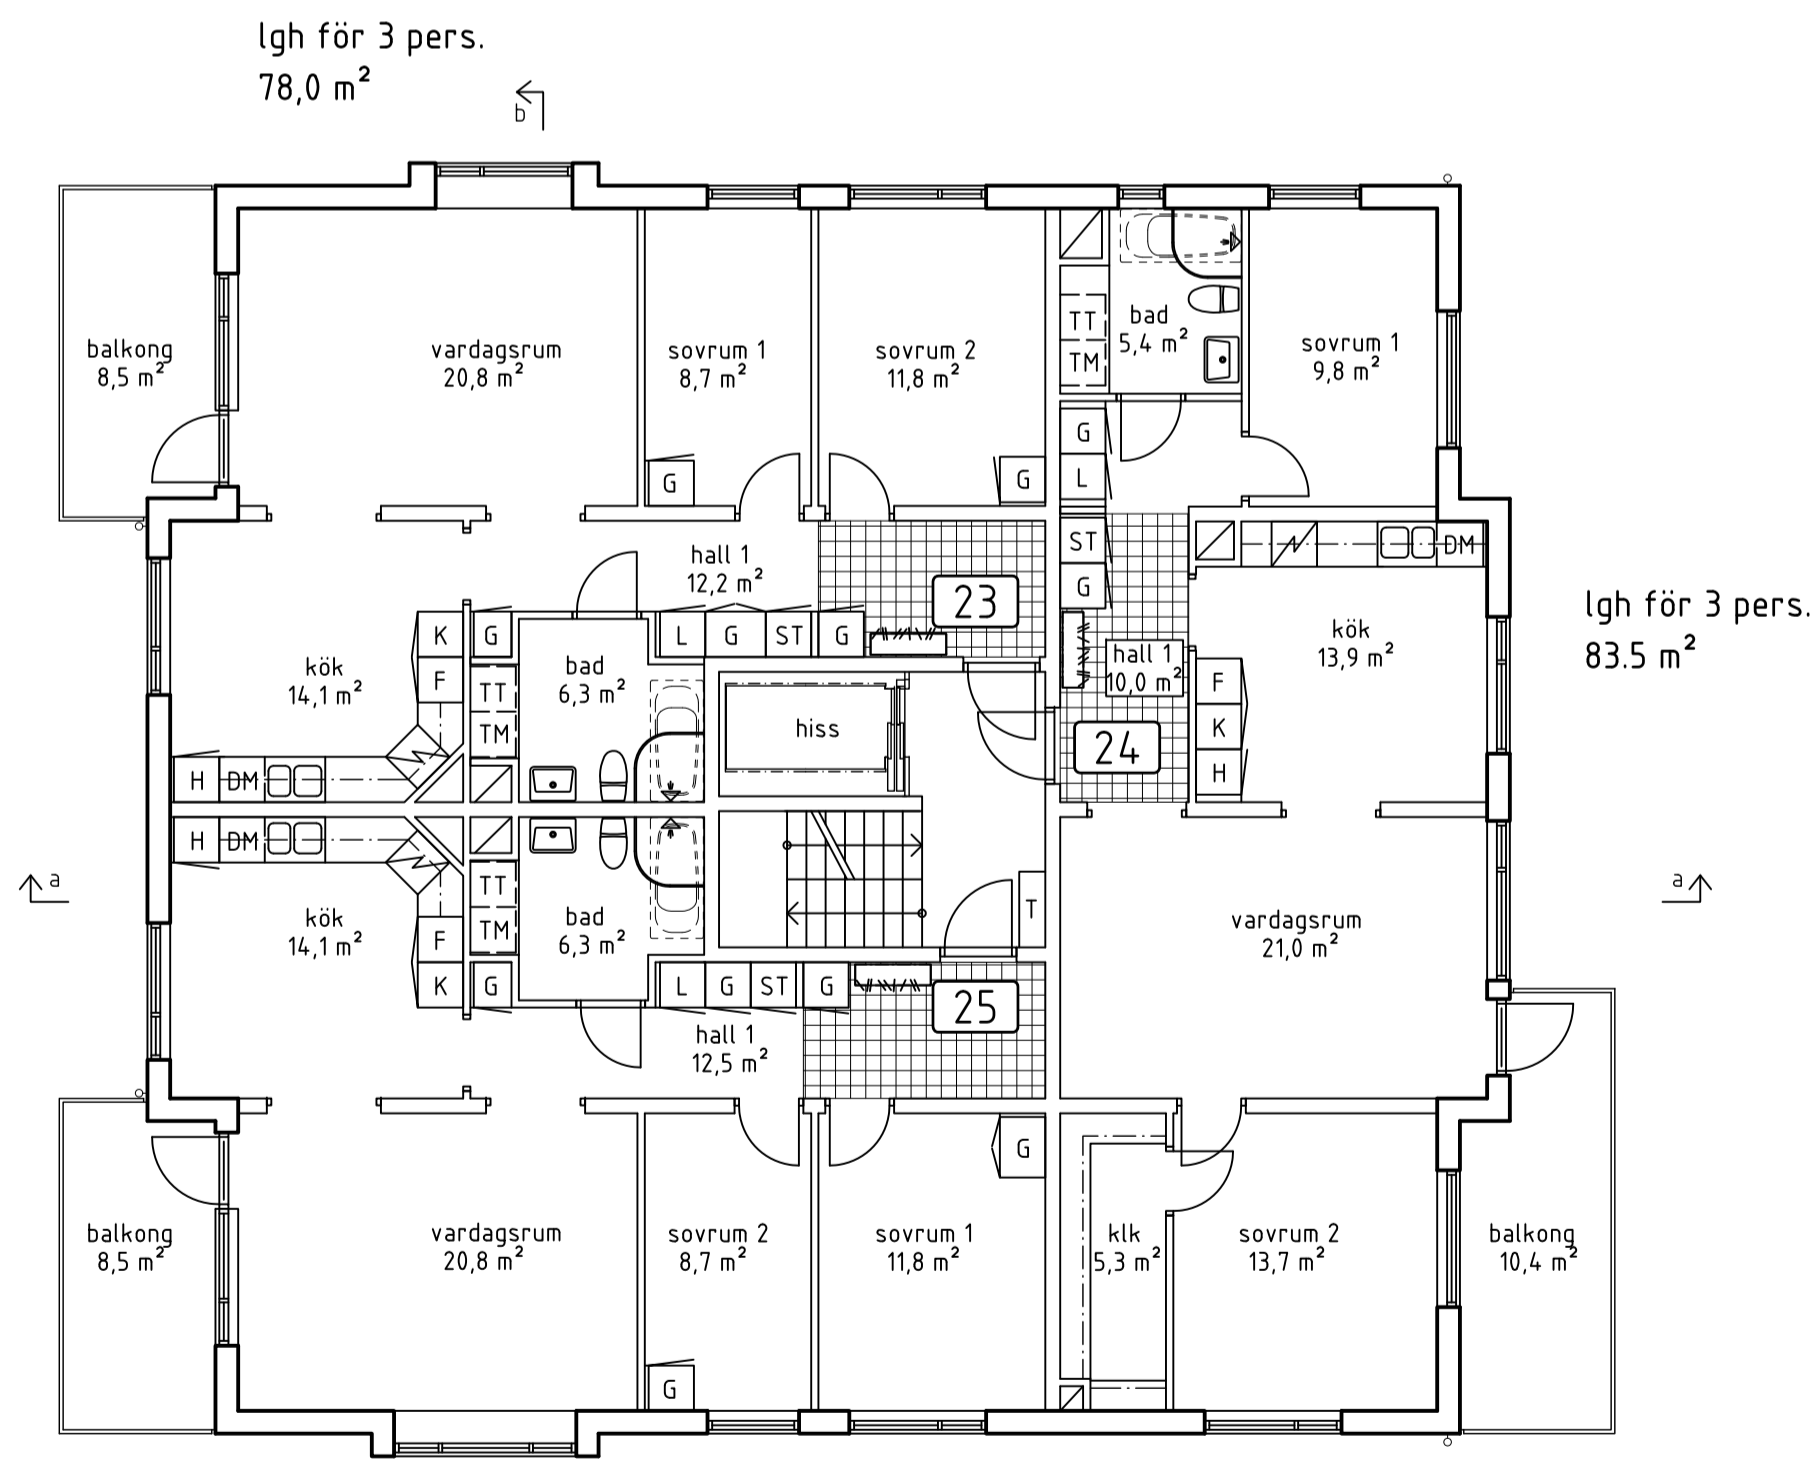 lgh för 3 pers.
78,0 m²
b
balkong
8,5 m²
vardagsrum
20,8 m²
sovrum 1
8,7 m²
sovrum 2
11,8 m²
TT
TM
bad
5,4 m²
sovrum 1
9,8 m²
G
G
G
L
ST
G
DM
hall 1
12,2 m²
23
lgh för 3 pers.
83.5 m²
K
G
L
G
ST
G
kök
14,1 m²
F
TT
TM
bad
6,3 m²
hiss
hall 1
10,0 m²
24
kök
13,9 m²
F
K
H
H
DM
H
DM
a
kök
14,1 m²
F
K
TT
TM
G
bad
6,3 m²
L
G
ST
G
T
25
vardagsrum
21,0 m²
a
hall 1
12,5 m²
balkong
8,5 m²
vardagsrum
20,8 m²
sovrum 2
8,7 m²
sovrum 1
11,8 m²
G
G
klk
5,3 m²
sovrum 2
13,7 m²
balkong
10,4 m²